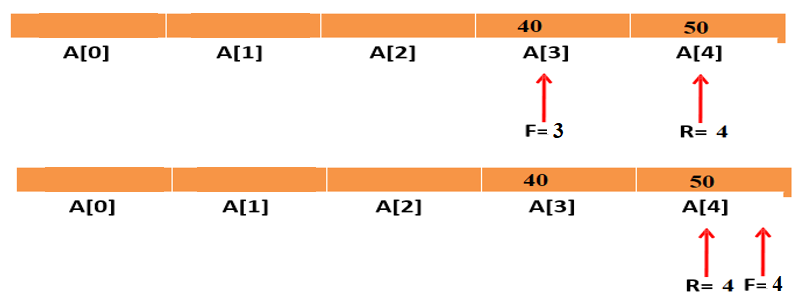 40 50
A[0] A[1] A[2] A[3] A[4]
F= 3 R= 4
40 50
A[0] A[1] A[2] A[3] A[4]
R= 4 F= 4